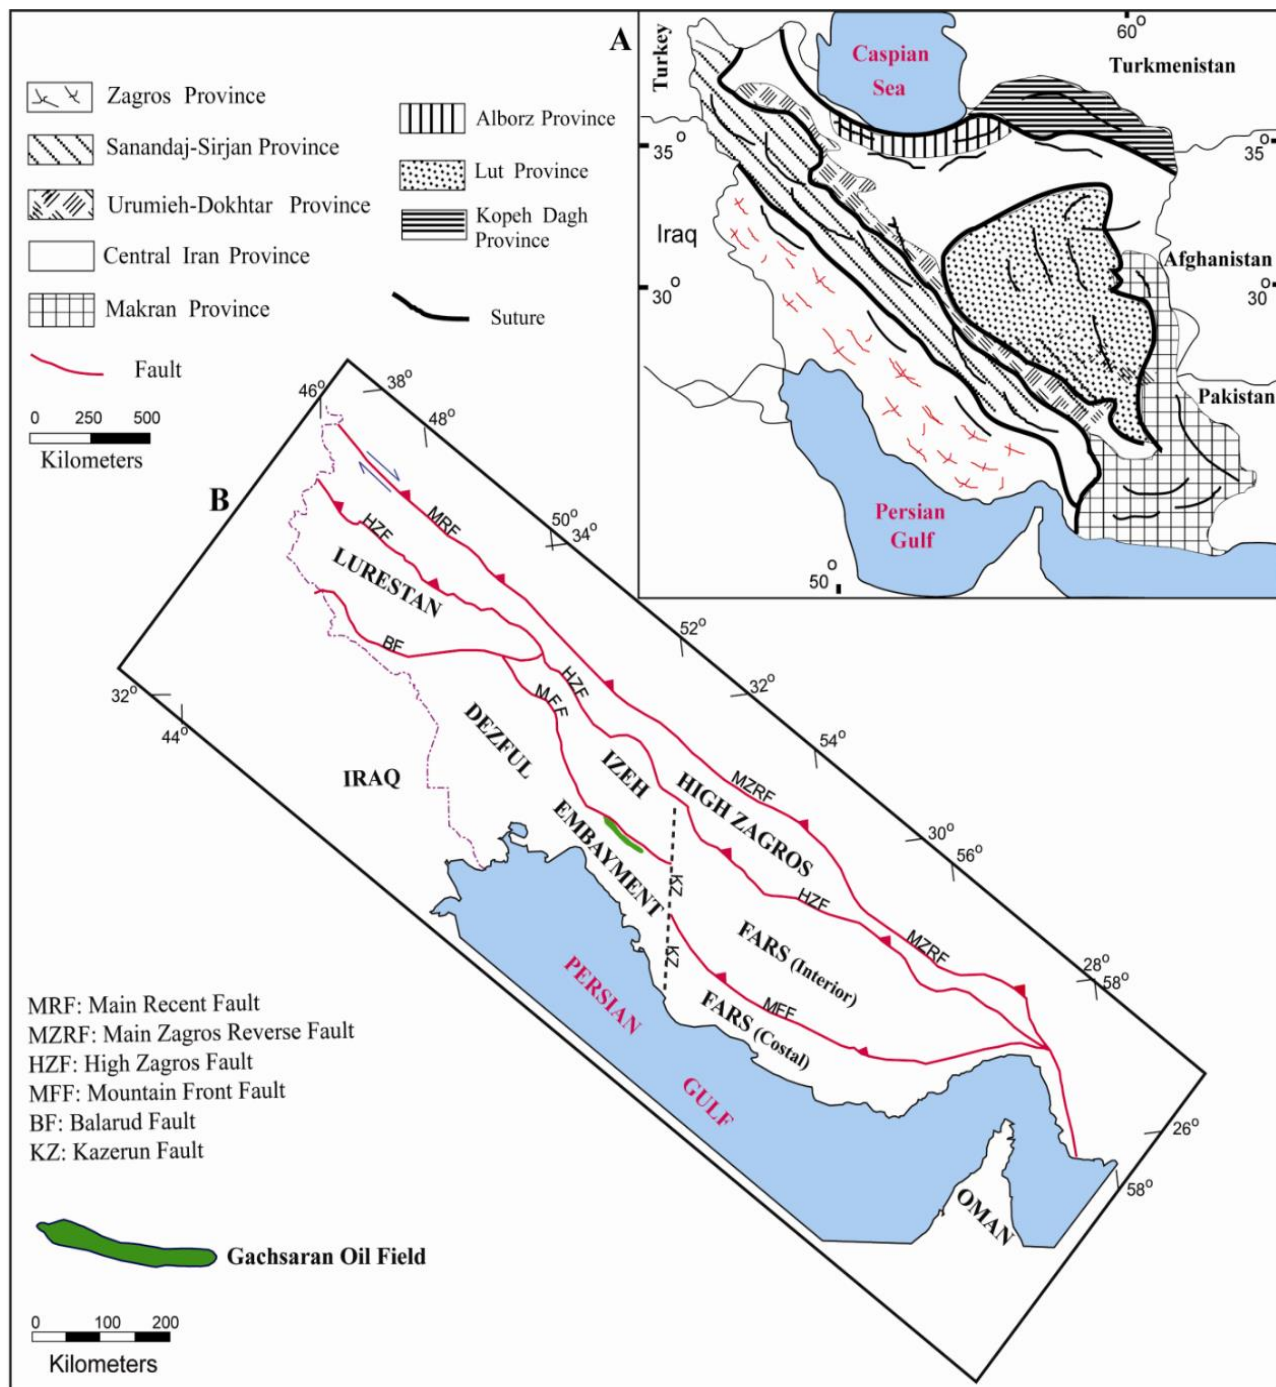 A
Zagros Province
Sanandaj-Sirjan Province
Urumieh-Dokhtar Province
Central Iran Province
Makran Province
Fault
0 250 500
Kilometers
Alborz Province
Lut Province
Kopeh Dagh
Province
Suture
Turkey
Caspian
Sea
60°
Turkmenistan
35°
35°
Iraq
Afghanistan
30°
30°
Pakistan
Persian
Gulf
50°
B
46°
38°
48°
50°
34°
52°
32°
54°
30°
56°
28°
58°
26°
58°
32°
44°
MRF
HZF
LURESTAN
BF
HZF
MFF
DEZFUL
EMBAYMENT
IZEH
IRAQ
HIGH ZAGROS
MZRF
KZ
HZF
MZRF
KZ
FARS (Interior)
MFF
FARS (Costal)
PERSIAN
GULF
OMAN
MRF: Main Recent Fault
MZRF: Main Zagros Reverse Fault
HZF: High Zagros Fault
MFF: Mountain Front Fault
BF: Balarud Fault
KZ: Kazerun Fault
Gachsaran Oil Field
0 100 200
Kilometers